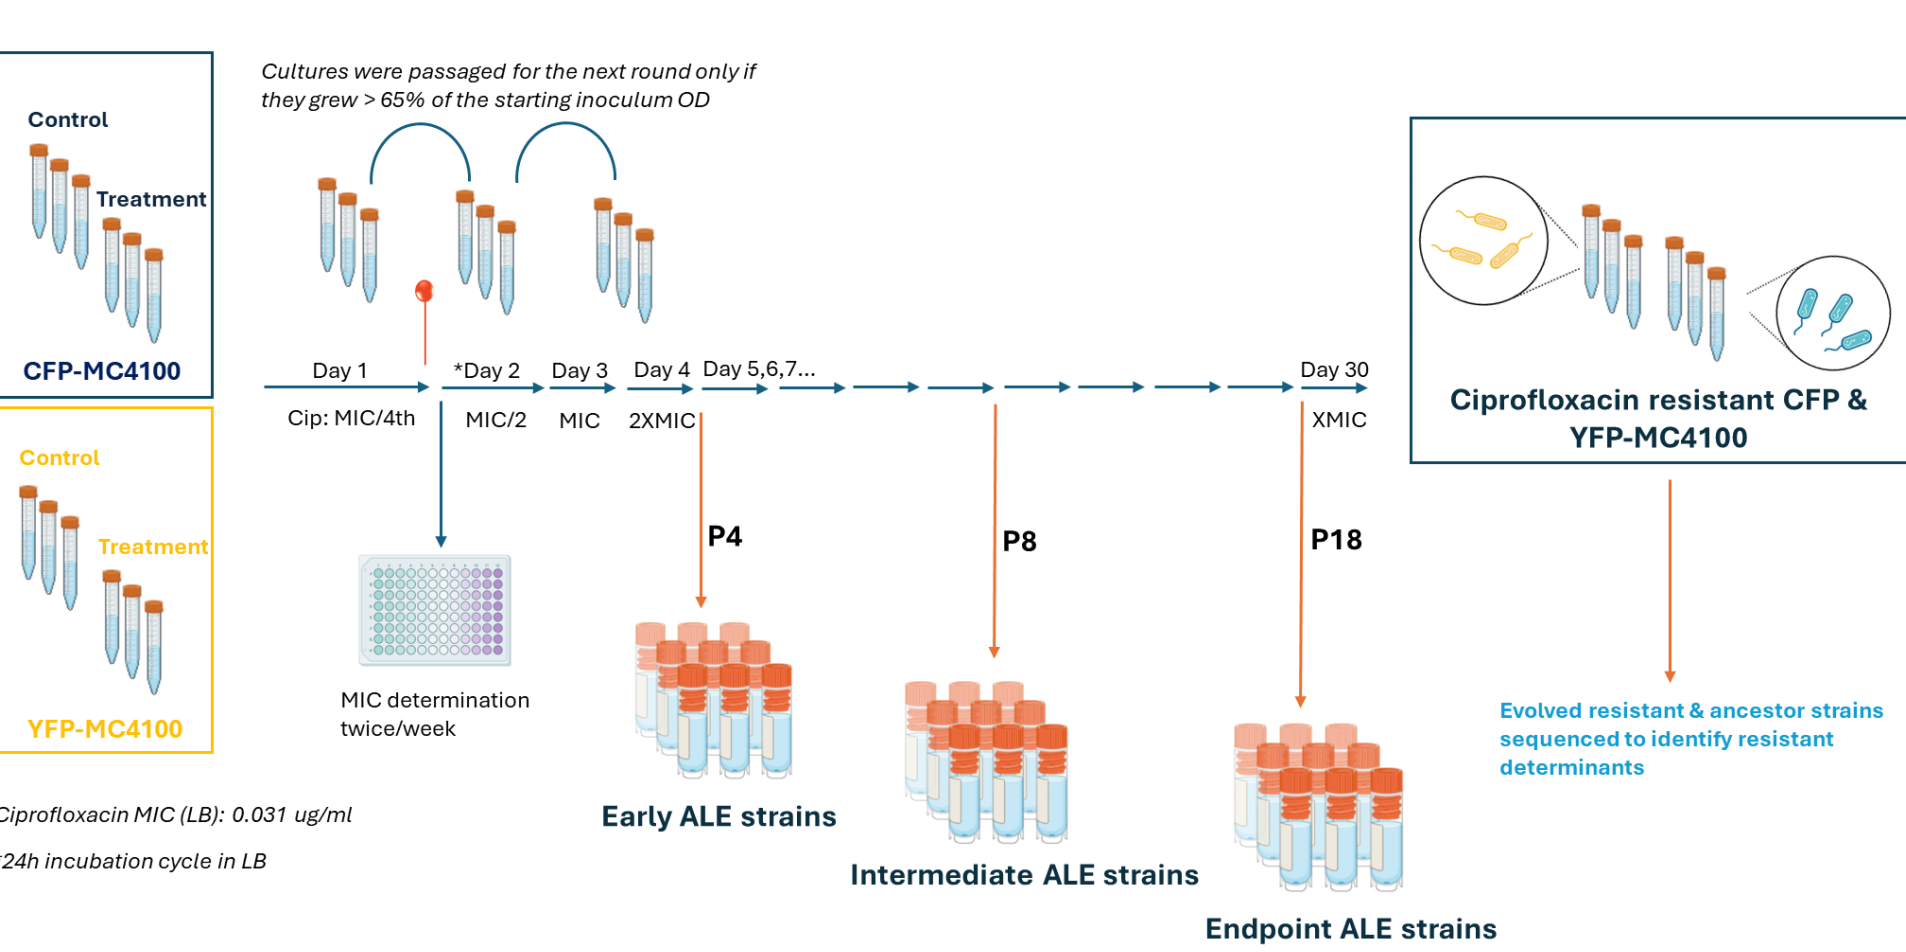 Cultures were passaged for the next round only if
they grew > 65% of the starting inoculum OD
Control
Treatment
CFP-MC4100
Control
Treatment
YFP-MC4100
Day 1
*Day 2
Day 3
Day 4
Day 5,6,7...
Day 30
Cip: MIC/4th
MIC/2
MIC
2XMIC
XMIC
P4
P8
P18
MIC determination
twice/week
Early ALE strains
Intermediate ALE strains
Endpoint ALE strains
Ciprofloxacin resistant CFP &
YFP-MC4100
Evolved resistant & ancestor strains
sequenced to identify resistant
determinants
Ciprofloxacin MIC (LB): 0.031 ug/ml
*24h incubation cycle in LB